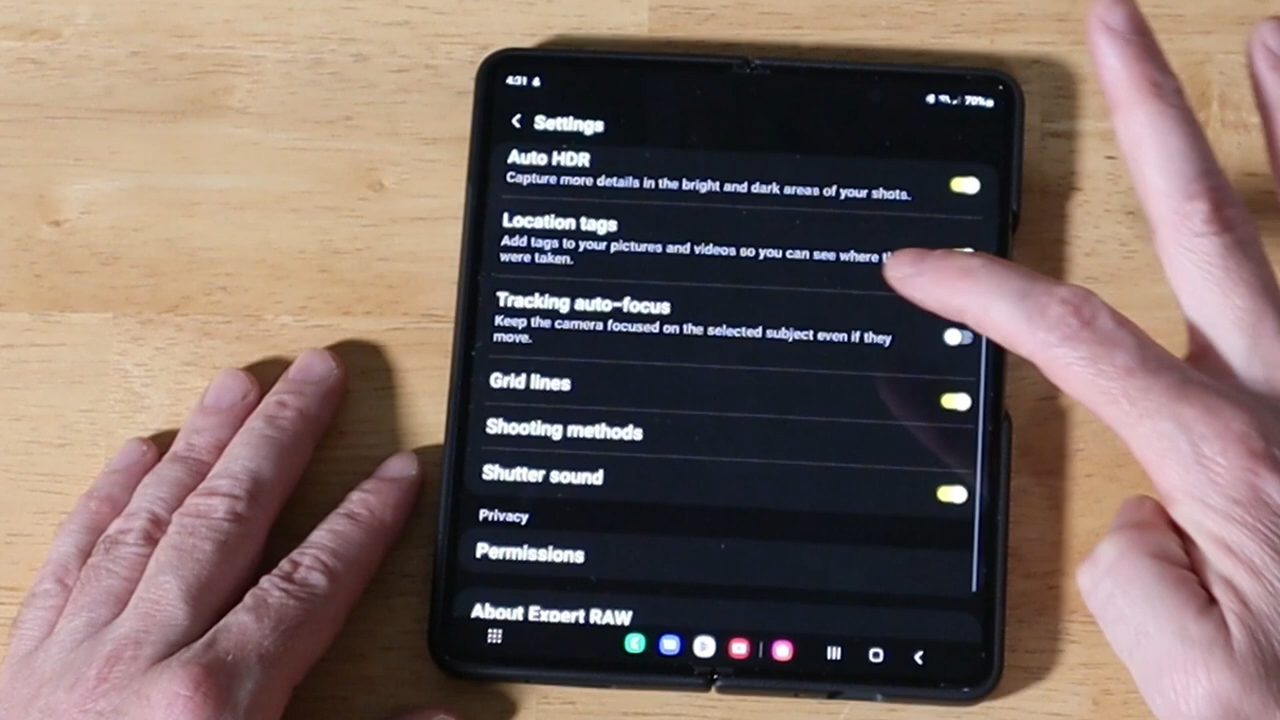 4:31
70%
Settings
Auto HDR
Capture more details in the bright and dark areas of your shots.
Location tags
Add tags to your pictures and videos so you can see where
were taken.
Tracking auto-focus
Keep the camera focused on the selected subject even if they
move.
Grid lines
Shooting methods
Shutter sound
Privacy
Permissions
About Expert RAW